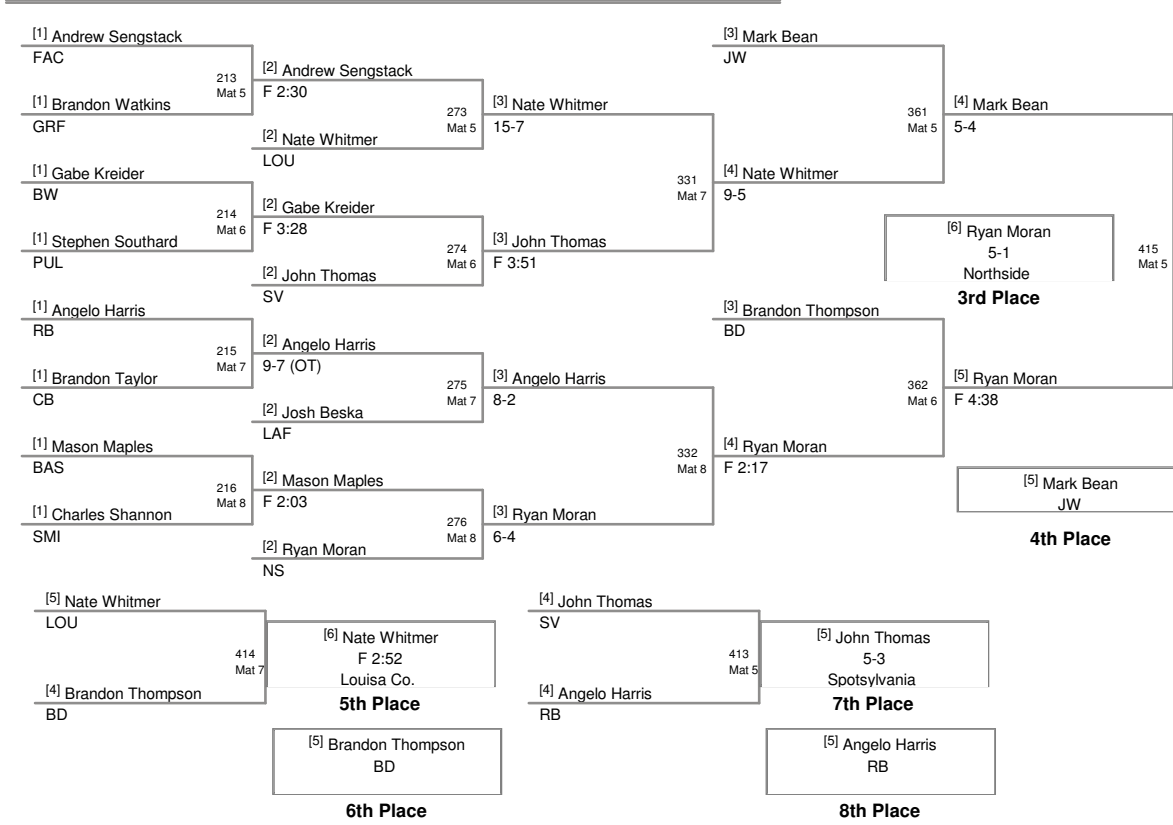 [1] Andrew Sengstack
FAC
213
Mat 5
[1] Brandon Watkins
GRF
[1] Gabe Kreider
BW
214
Mat 6
[1] Stephen Southard
PUL
[1] Angelo Harris
RB
215
Mat 7
[1] Brandon Taylor
CB
[1] Mason Maples
BAS
216
Mat 8
[1] Charles Shannon
SMI
[2] Andrew Sengstack
F 2:30
273
Mat 5
[2] Nate Whitmer
LOU
[2] Gabe Kreider
F 3:28
274
Mat 6
[2] John Thomas
SV
[2] Angelo Harris
9-7 (OT)
275
Mat 7
[2] Josh Beska
LAF
[2] Mason Maples
F 2:03
276
Mat 8
[2] Ryan Moran
NS
[3] Nate Whitmer
15-7
331
Mat 7
[3] John Thomas
F 3:51
[3] Angelo Harris
8-2
332
Mat 8
[3] Ryan Moran
6-4
[3] Mark Bean
JW
361
Mat 5
[4] Nate Whitmer
9-5
[3] Brandon Thompson
BD
362
Mat 6
[4] Ryan Moran
F 2:17
[4] Mark Bean
5-4
415
Mat 5
[5] Ryan Moran
F 4:38
[6] Ryan Moran
5-1
Northside
3rd Place
[5] Mark Bean
JW
4th Place
[5] Nate Whitmer
LOU
414
Mat 7
[4] Brandon Thompson
BD
[6] Nate Whitmer
F 2:52
Louisa Co.
5th Place
[5] Brandon Thompson
BD
6th Place
[4] John Thomas
SV
413
Mat 5
[4] Angelo Harris
RB
[5] John Thomas
5-3
Spotsylvania
7th Place
[5] Angelo Harris
RB
8th Place